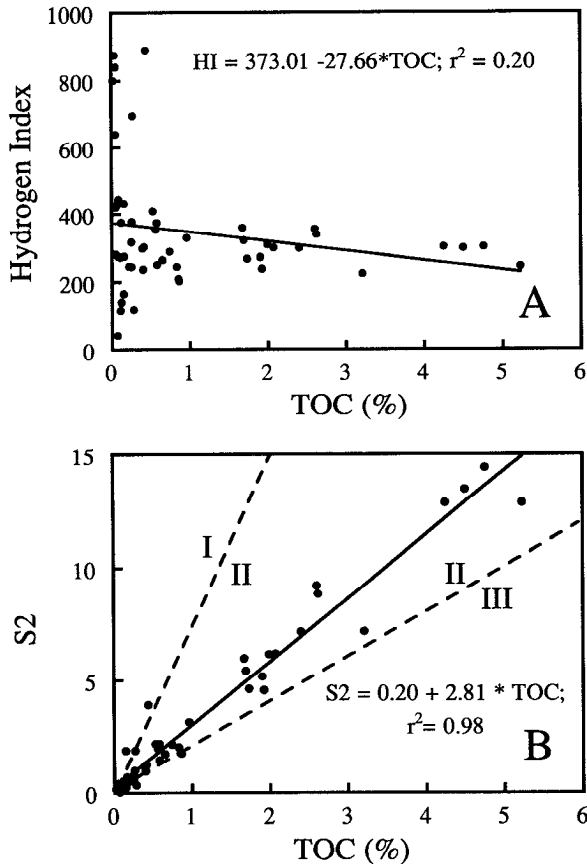 1000
HI = 373.01 -27.66*TOC; r² = 0.20
800
600
400
200
0
Hydrogen Index
A
0 1 2 3 4 5 6
TOC (%)
15
I
II
10
II
III
S2
5
S2 = 0.20 + 2.81 * TOC;
r²= 0.98
B
0
0 1 2 3 4 5 6
TOC (%)